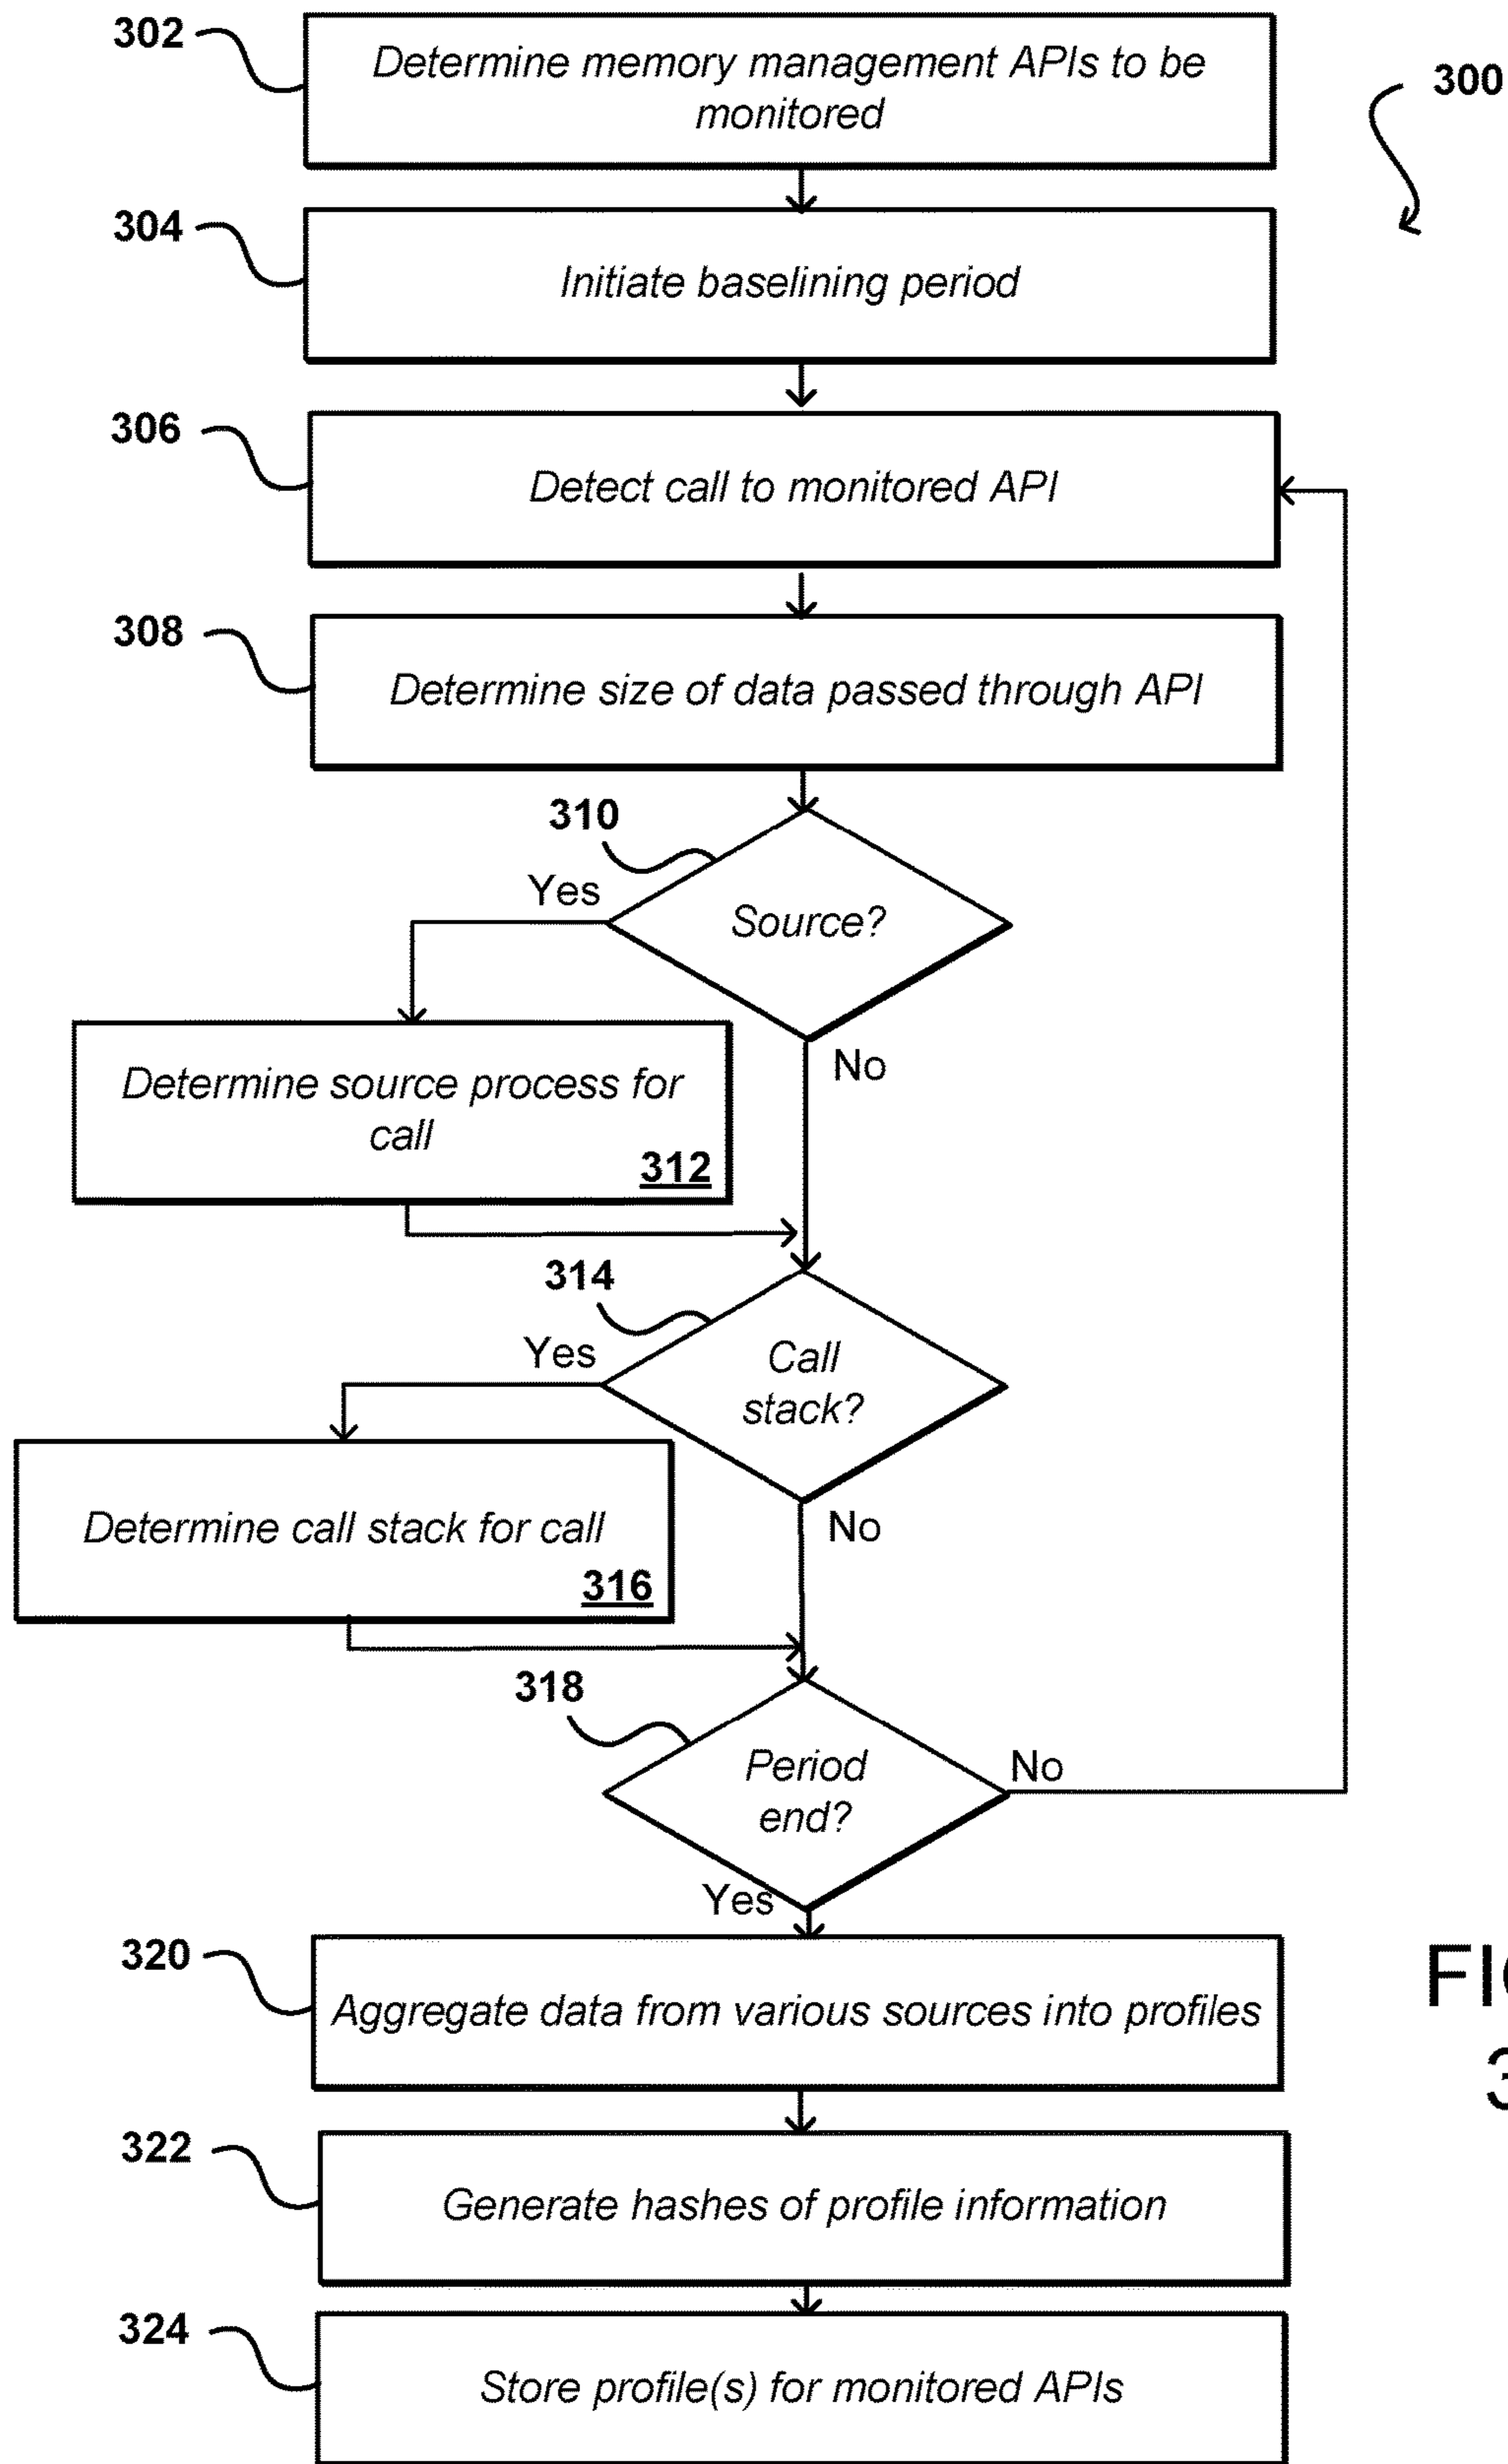 302
Determine memory management APIs to be
monitored
300
304
Initiate baselining period
306
Detect call to monitored API
308
Determine size of data passed through API
310
Yes
Source?
No
Determine source process for
call
312
314
Yes
Call
stack?
No
Determine call stack for call
316
318
Period
end?
No
Yes
320
Aggregate data from various sources into profiles
322
Generate hashes of profile information
324
Store profile(s) for monitored APIs